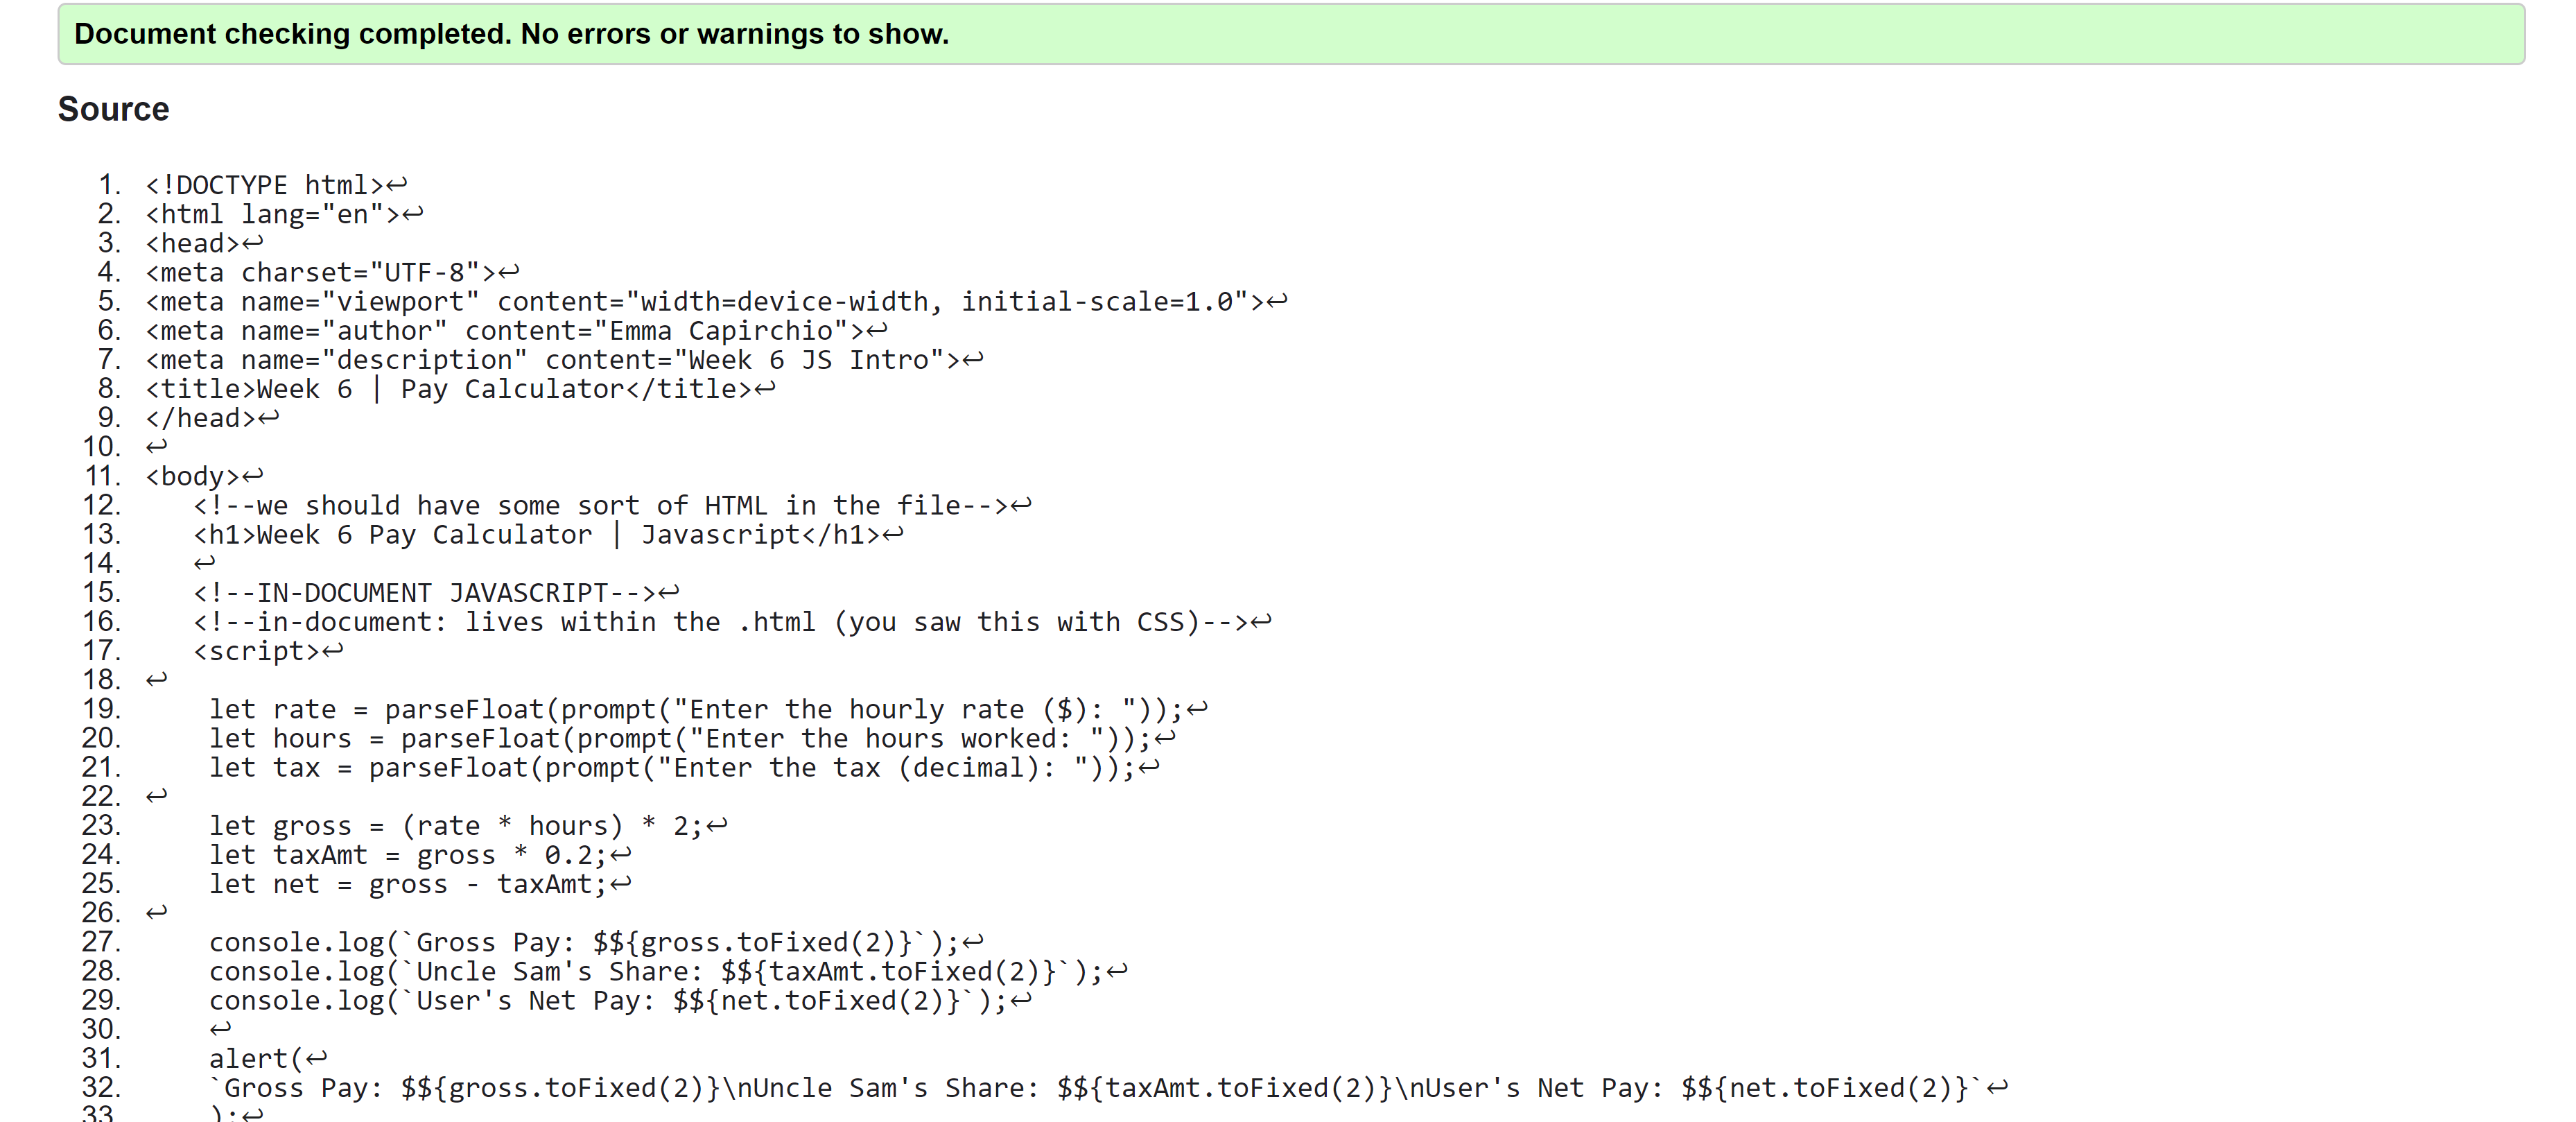 Document checking completed. No errors or warnings to show.
Source
1. <!DOCTYPE html>↩
2. <html lang="en">↩
3. <head>↩
4. <meta charset="UTF-8">↩
5. <meta name="viewport" content="width=device-width, initial-scale=1.0">↩
6. <meta name="author" content="Emma Capirchio">↩
7. <meta name="description" content="Week 6 JS Intro">↩
8. <title>Week 6 | Pay Calculator</title>↩
9. </head>↩
10. ↩
11. <body>↩
12.    <!--we should have some sort of HTML in the file-->↩
13.    <h1>Week 6 Pay Calculator | Javascript</h1>↩
14.    ↩
15.    <!--IN-DOCUMENT JAVASCRIPT-->↩
16.    <!--in-document: lives within the .html (you saw this with CSS)-->↩
17.    <script>↩
18. ↩
19.     let rate = parseFloat(prompt("Enter the hourly rate ($): "));↩
20.     let hours = parseFloat(prompt("Enter the hours worked: "));↩
21.     let tax = parseFloat(prompt("Enter the tax (decimal): "));↩
22. ↩
23.     let gross = (rate * hours) * 2;↩
24.     let taxAmt = gross * 0.2;↩
25.     let net = gross - taxAmt;↩
26. ↩
27.     console.log(`Gross Pay: $${gross.toFixed(2)}`);↩
28.     console.log(`Uncle Sam's Share: $${taxAmt.toFixed(2)}`);↩
29.     console.log(`User's Net Pay: $${net.toFixed(2)}`);↩
30.     ↩
31.     alert(↩
32.     `Gross Pay: $${gross.toFixed(2)}\nUncle Sam's Share: $${taxAmt.toFixed(2)}\nUser's Net Pay: $${net.toFixed(2)}`↩
33.     );↩